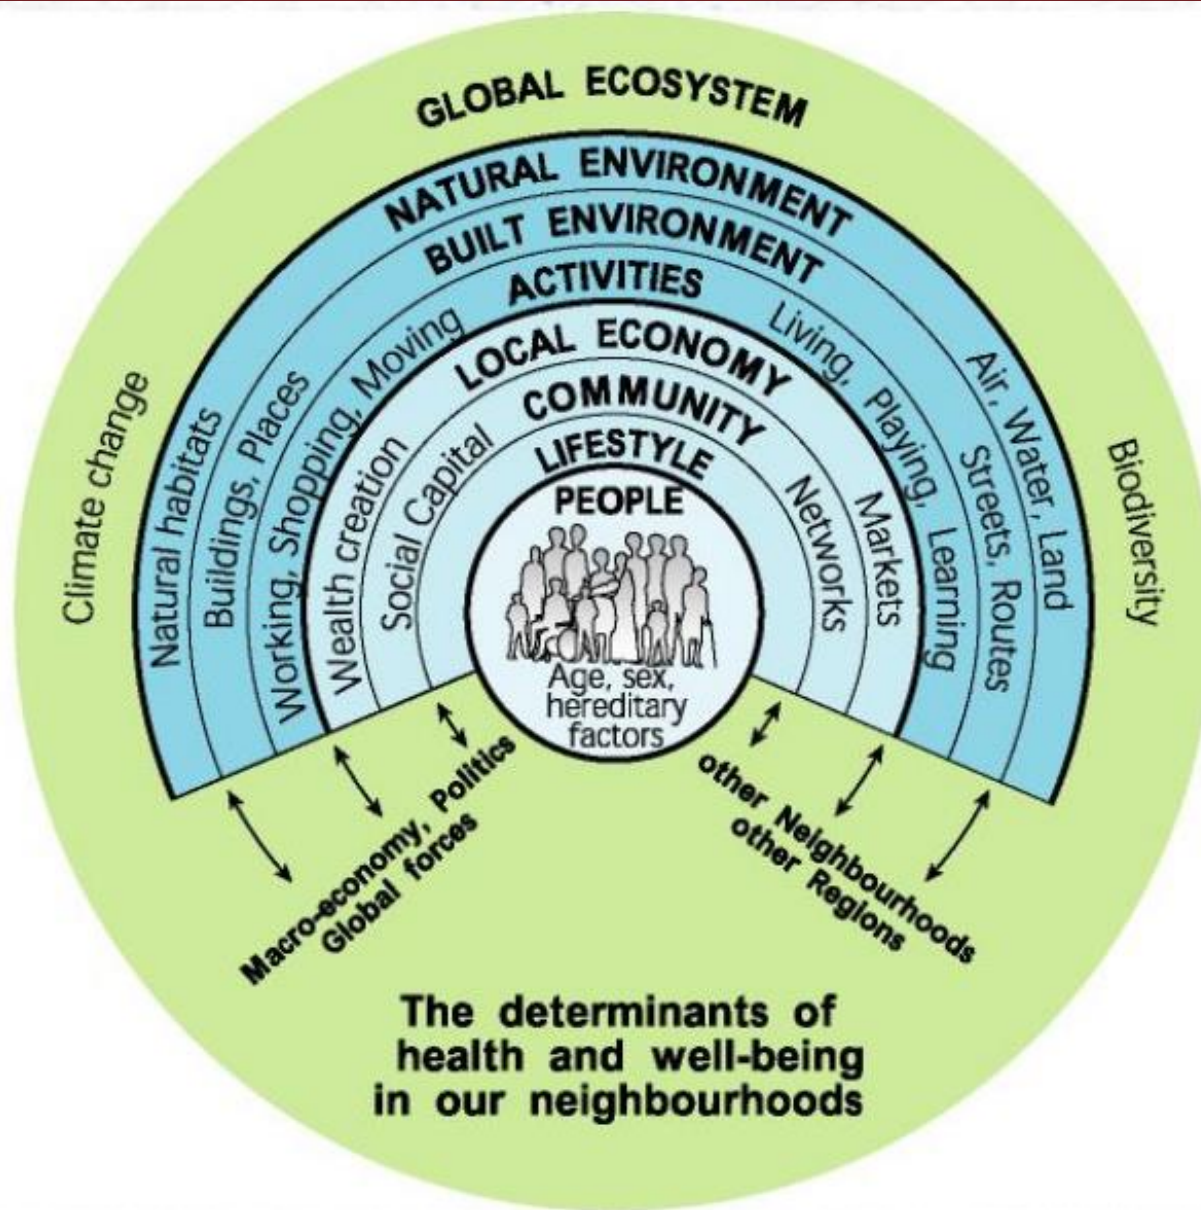 GLOBAL ECOSYSTEM
NATURAL ENVIRONMENT
BUILT ENVIRONMENT
ACTIVITIES
LOCAL ECONOMY
COMMUNITY
LIFESTYLE
PEOPLE
Age, sex,
hereditary
factors
Climate change
Natural habitats
Buildings, Places
Working, Shopping, Moving
Wealth creation
Social Capital
Networks
Markets
Living, Playing, Learning
Streets, Routes
Air, Water, Land
Biodiversity
Macro-economy, Politics
Global forces
other Neighbourhoods
other Regions
The determinants of
health and well-being
in our neighbourhoods